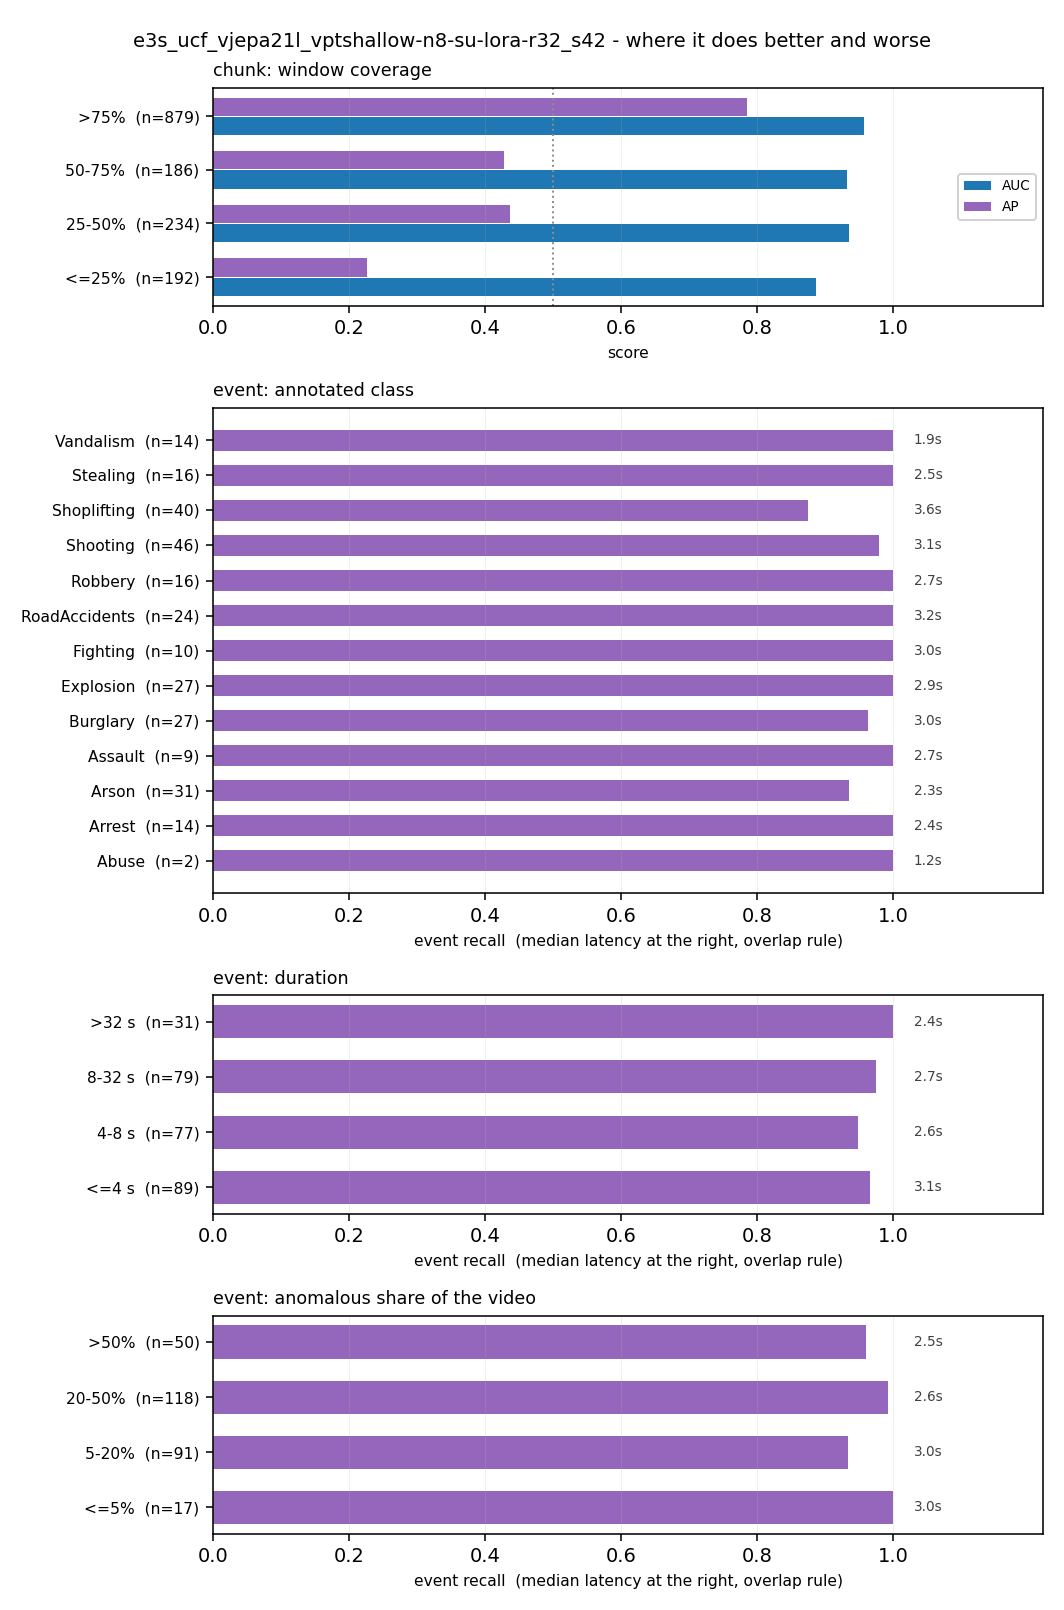 e3s_ucf_vjepa21l_vptshallow-n8-su-lora-r32_s42 - where it does better and worse
chunk: window coverage
>75% (n=879)
50-75% (n=186)
25-50% (n=234)
<=25% (n=192)
AUC
AP
0.0 0.2 0.4 0.6 0.8 1.0
score
event: annotated class
Vandalism (n=14) 1.9s
Stealing (n=16) 2.5s
Shoplifting (n=40) 3.6s
Shooting (n=46) 3.1s
Robbery (n=16) 2.7s
RoadAccidents (n=24) 3.2s
Fighting (n=10) 3.0s
Explosion (n=27) 2.9s
Burglary (n=27) 3.0s
Assault (n=9) 2.7s
Arson (n=31) 2.3s
Arrest (n=14) 2.4s
Abuse (n=2) 1.2s
0.0 0.2 0.4 0.6 0.8 1.0
event recall (median latency at the right, overlap rule)
event: duration
>32 s (n=31) 2.4s
8-32 s (n=79) 2.7s
4-8 s (n=77) 2.6s
<=4 s (n=89) 3.1s
0.0 0.2 0.4 0.6 0.8 1.0
event recall (median latency at the right, overlap rule)
event: anomalous share of the video
>50% (n=50) 2.5s
20-50% (n=118) 2.6s
5-20% (n=91) 3.0s
<=5% (n=17) 3.0s
0.0 0.2 0.4 0.6 0.8 1.0
event recall (median latency at the right, overlap rule)